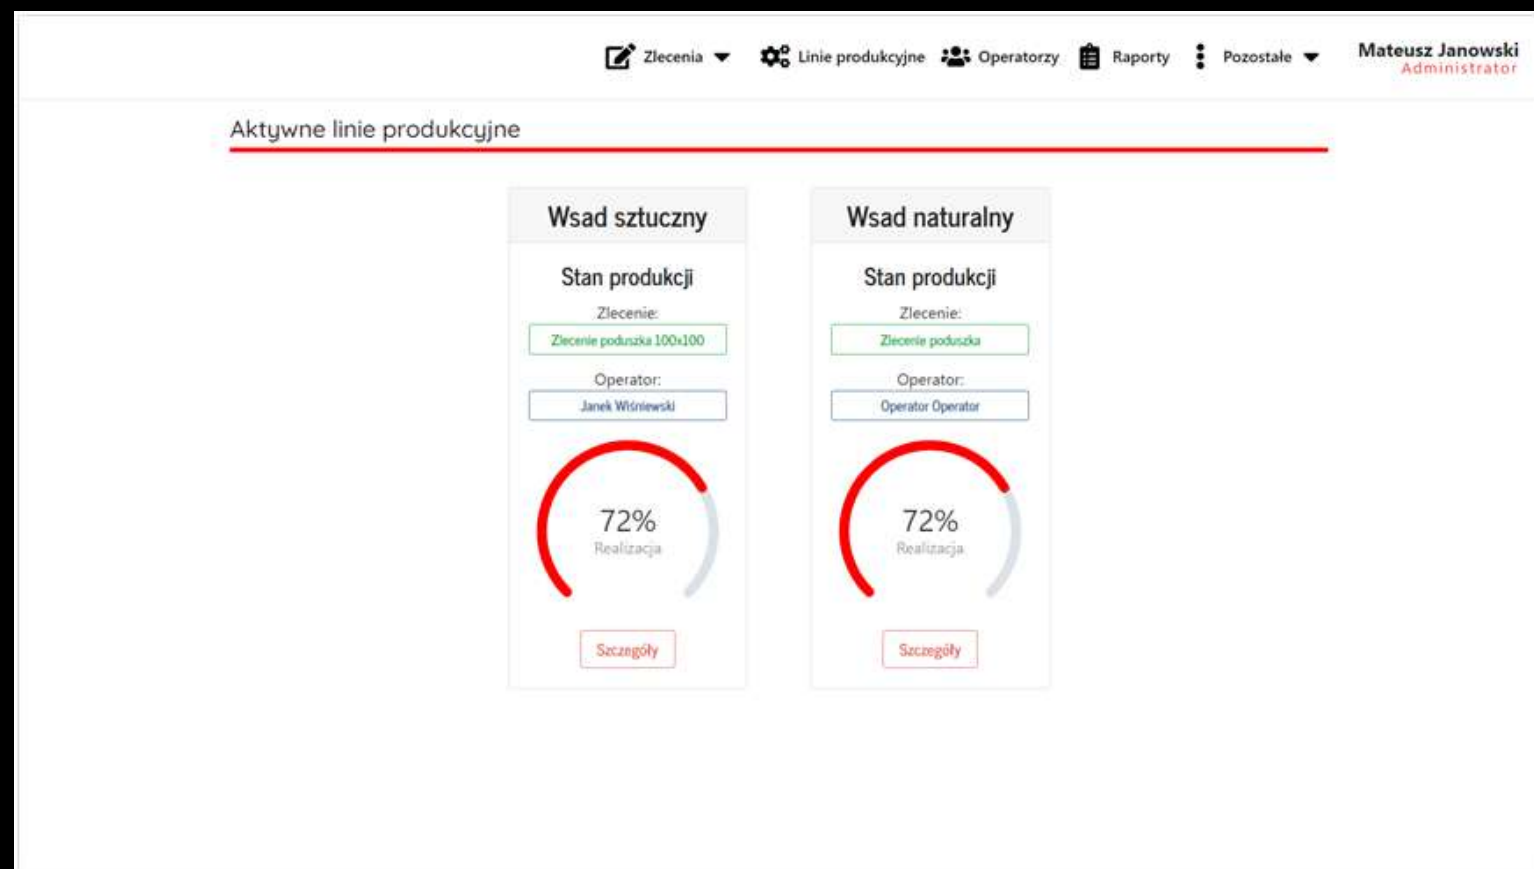 Zlecenia Linie produkcyjne Operatorzy Raporty Pozostałe Mateusz Janowski
Administrator
Aktywne linie produkcyjne
Wsad sztuczny
Stan produkcji
Zlecenie:
Zlecenie poduszka 100x100
Operator:
Janek Wiśniewski
72%
Realizacja
Szczegóły
Wsad naturalny
Stan produkcji
Zlecenie:
Zlecenie poduszka
Operator:
Operator Operator
72%
Realizacja
Szczegóły